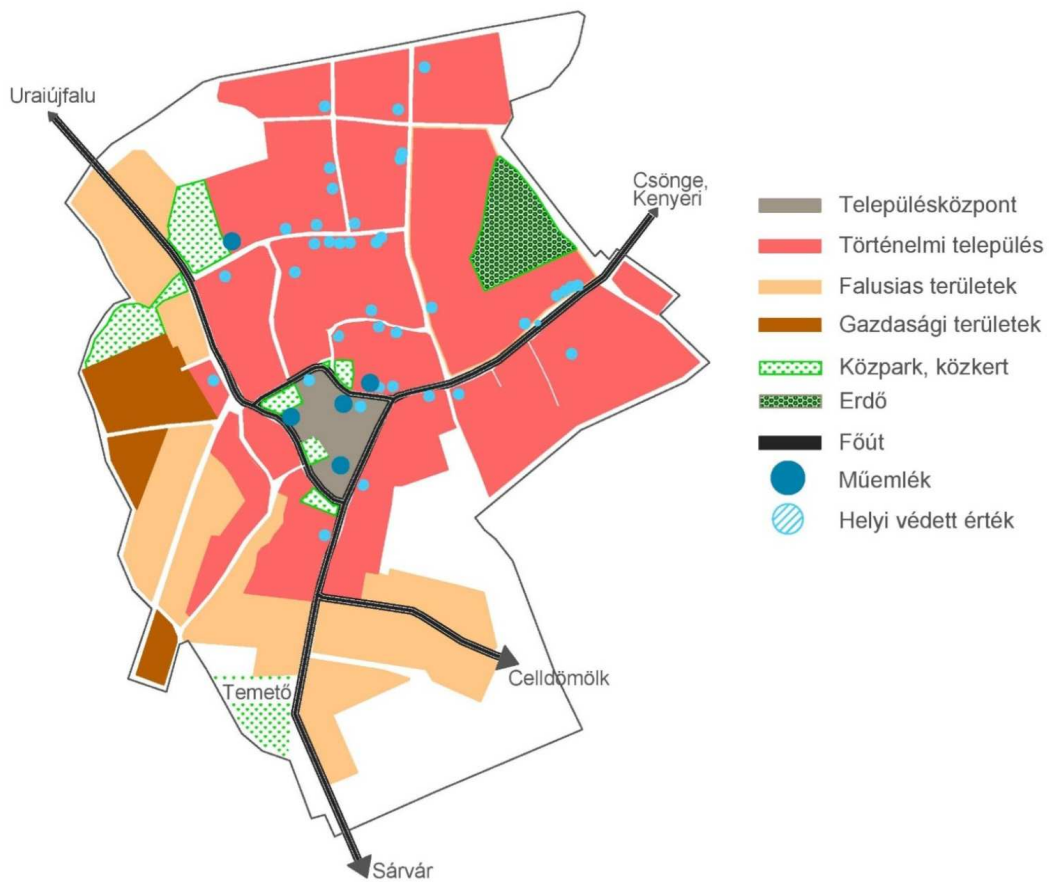 Uraiújfalu
Csönge,
Kenyeri
Településközpont
Történelmi település
Falusias területek
Gazdasági területek
Közpark, közkert
Erdő
Főút
Műemlék
Helyi védett érték
Celldömölk
Temető
Sárvár